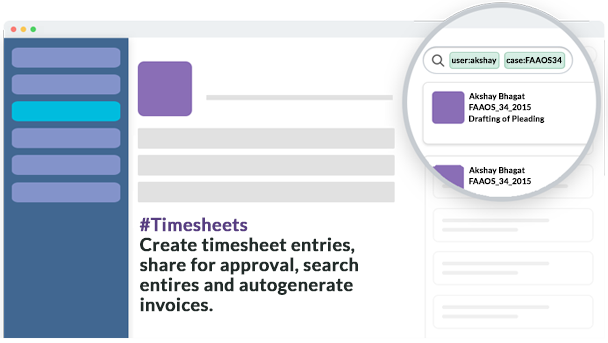 user:akshay case:FAAOS34
Akshay Bhagat
FAAOS_34_2015
Drafting of Pleading
Akshay Bhagat
FAAOS_34_2015
#Timesheets
Create timesheet entries,
share for approval, search
entires and autogenerate
invoices.